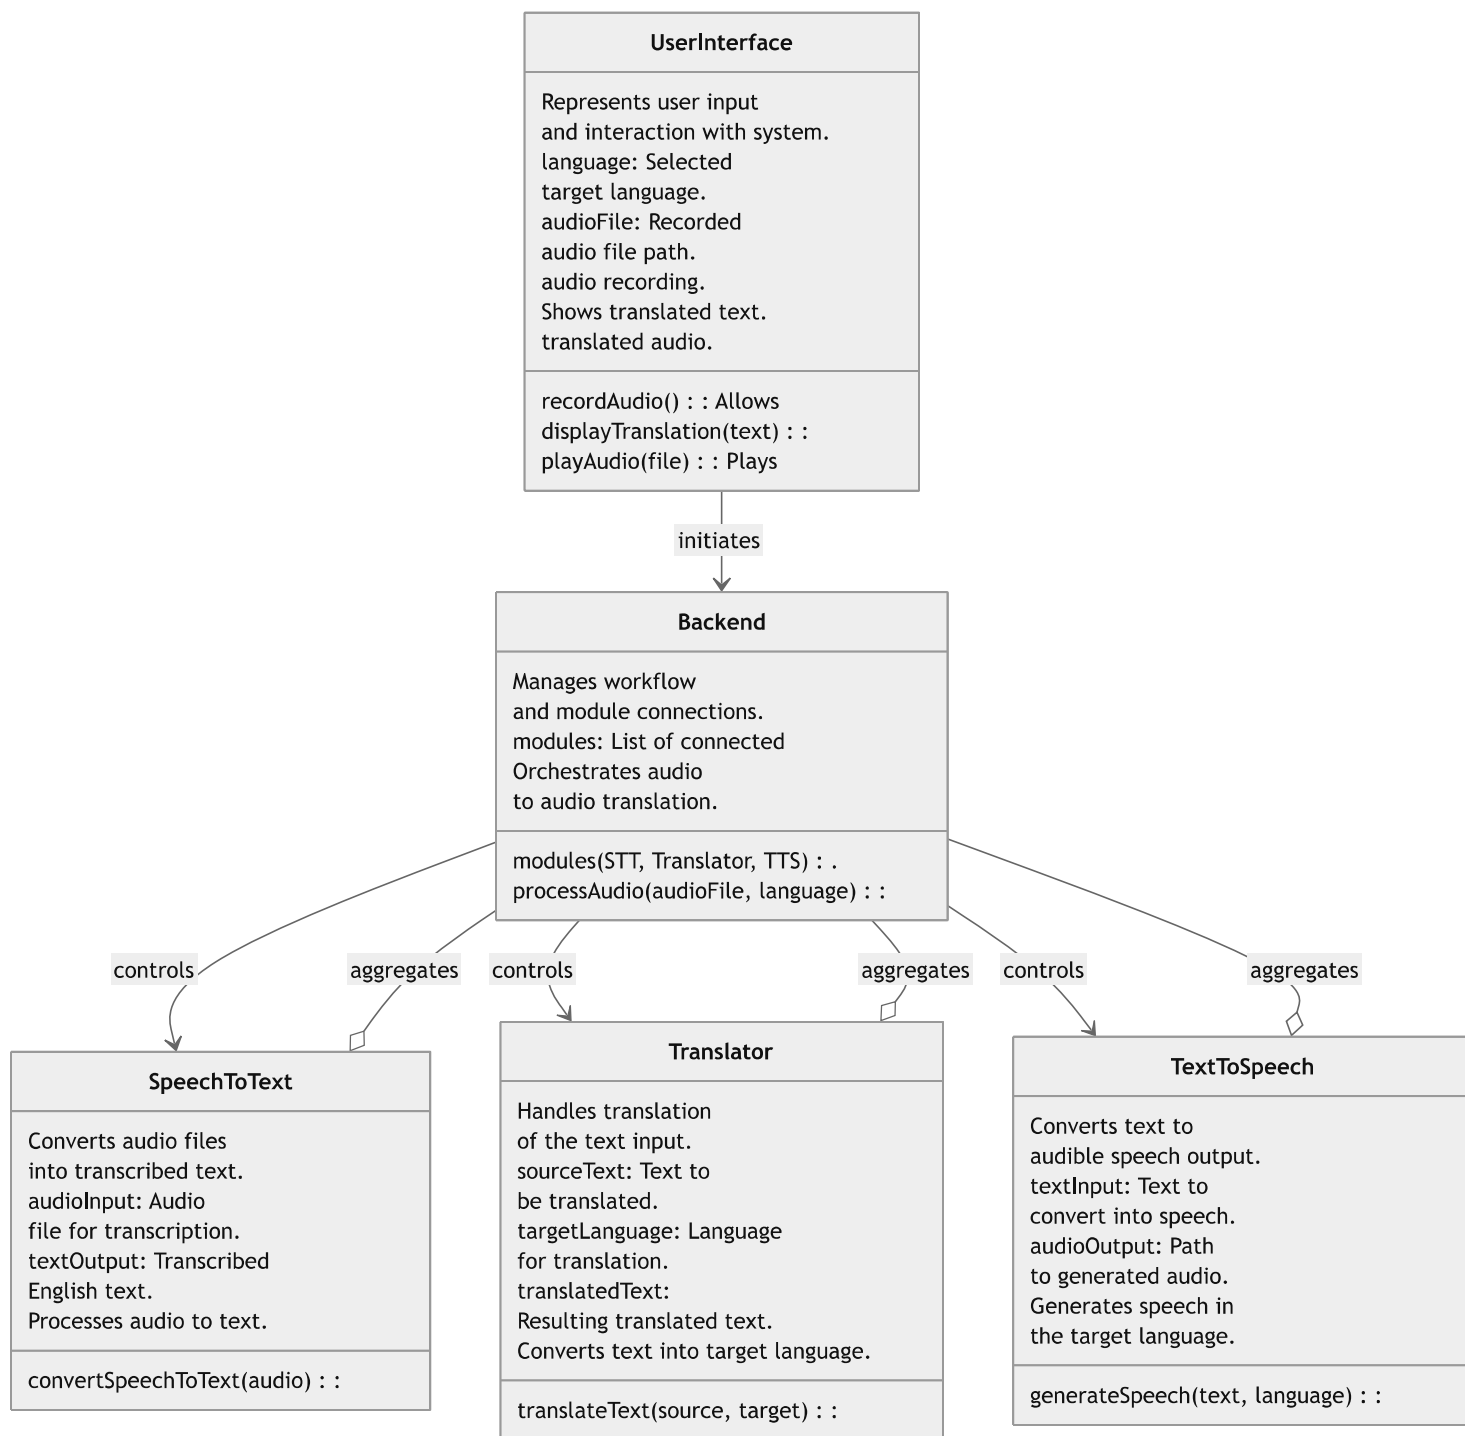 UserInterface
Represents user input
and interaction with system.
language: Selected
target language.
audioFile: Recorded
audio file path.
audio recording.
Shows translated text.
translated audio.
recordAudio() : : Allows
displayTranslation(text) : :
playAudio(file) : : Plays
initiates
Backend
Manages workflow
and module connections.
modules: List of connected
Orchestrates audio
to audio translation.
modules(STT, Translator, TTS) : .
processAudio(audioFile, language) : :
controls
aggregates
controls
aggregates
controls
aggregates
SpeechToText
Converts audio files
into transcribed text.
audioInput: Audio
file for transcription.
textOutput: Transcribed
English text.
Processes audio to text.
convertSpeechToText(audio) : :
Translator
Handles translation
of the text input.
sourceText: Text to
be translated.
targetLanguage: Language
for translation.
translatedText:
Resulting translated text.
Converts text into target language.
translateText(source, target) : :
TextToSpeech
Converts text to
audible speech output.
textInput: Text to
convert into speech.
audioOutput: Path
to generated audio.
Generates speech in
the target language.
generateSpeech(text, language) : :